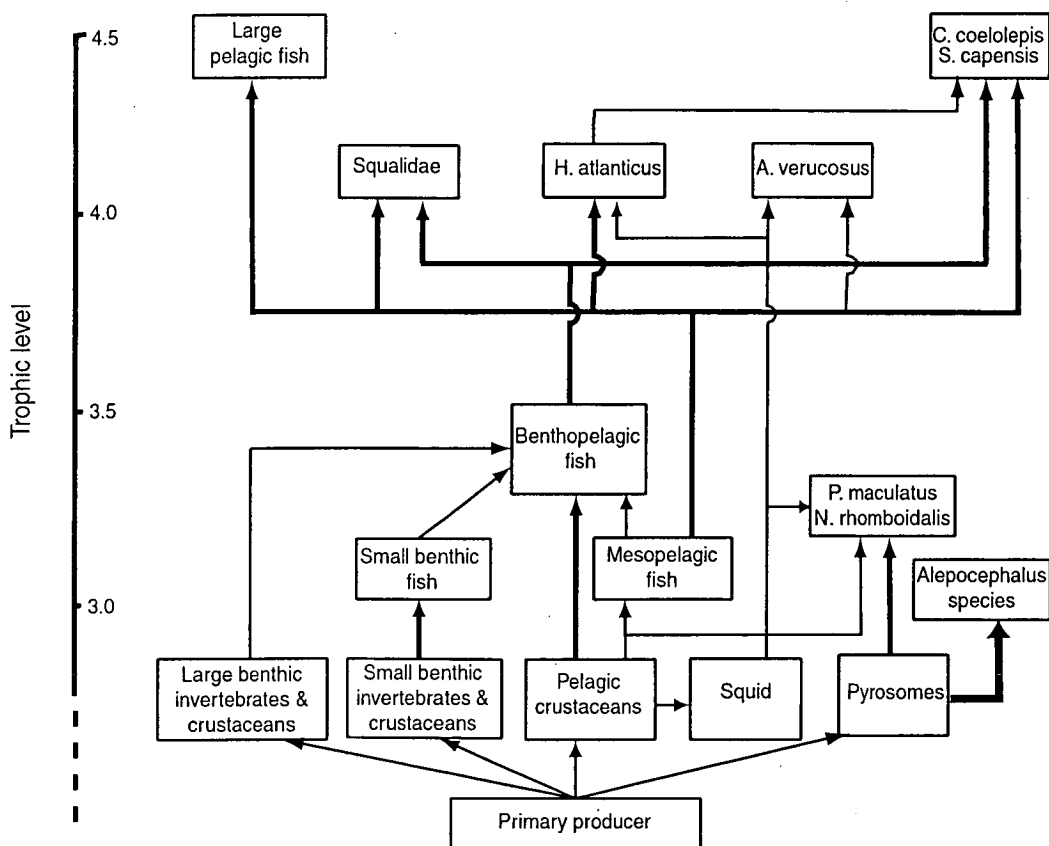 4.5
Large
pelagic fish
C. coelolepis
S. capensis
Squalidae
H. atlanticus
A. verucosus
4.0
Trophic level
3.5
Benthopelagic
fish
P. maculatus
N. rhomboidalis
Small benthic
fish
Mesopelagic
fish
Alepocephalus
species
3.0
Large benthic
invertebrates &
crustaceans
Small benthic
invertebrates &
crustaceans
Pelagic
crustaceans
Squid
Pyrosomes
Primary producer